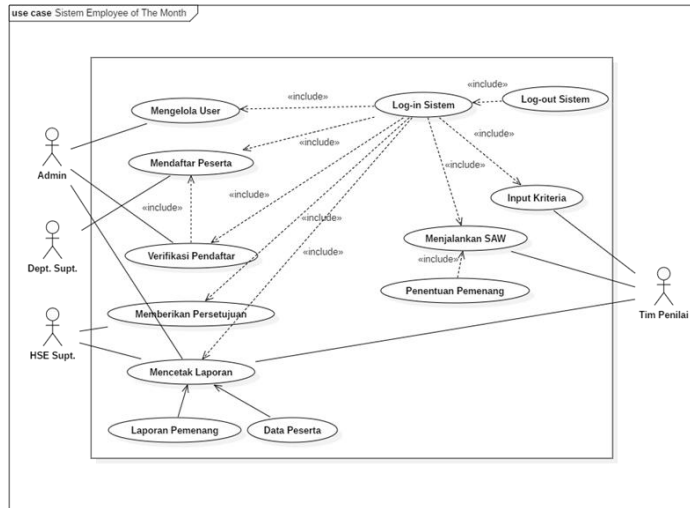 use case Sistem Employee of The Month
«include»
Log-in Sistem
«include»
Log-out Sistem
Mengelola User
«include»
Admin
Mendaftar Peserta
«include»
«include»
Input Kriteria
«include»
«include»
Dept. Supt.
Verifikasi Pendaftar
«include»
«include»
Menjalankan SAW
«include»
Penentuan Pemenang
Tim Penilai
HSE Supt.
Memberikan Persetujuan
Mencetak Laporan
Laporan Pemenang
Data Peserta